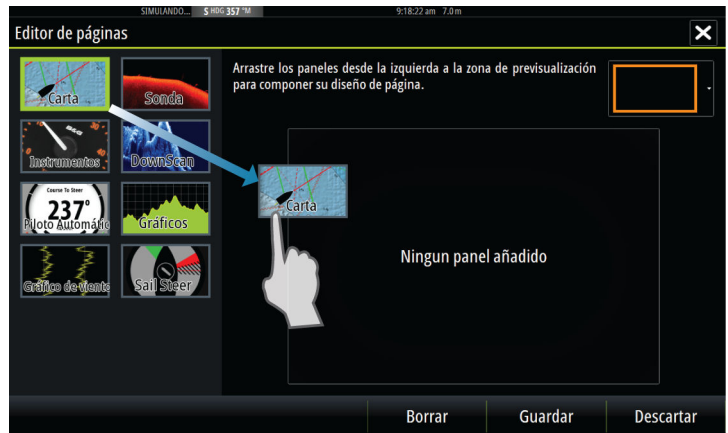 SIMULANDO... S HDG 357 °M 9:18:22 am 7.0 m
Editor de páginas
Arrastre los paneles desde la izquierda a la zona de previsualización
para componer su diseño de página.
Carta
Sonda
B&G
Instrumentos
DownScan
Course To Steer
237°
Piloto Automátic
Gráficos
Gráfico de viento
Sail Steer
Carta
Ningun panel añadido
Borrar Guardar Descartar